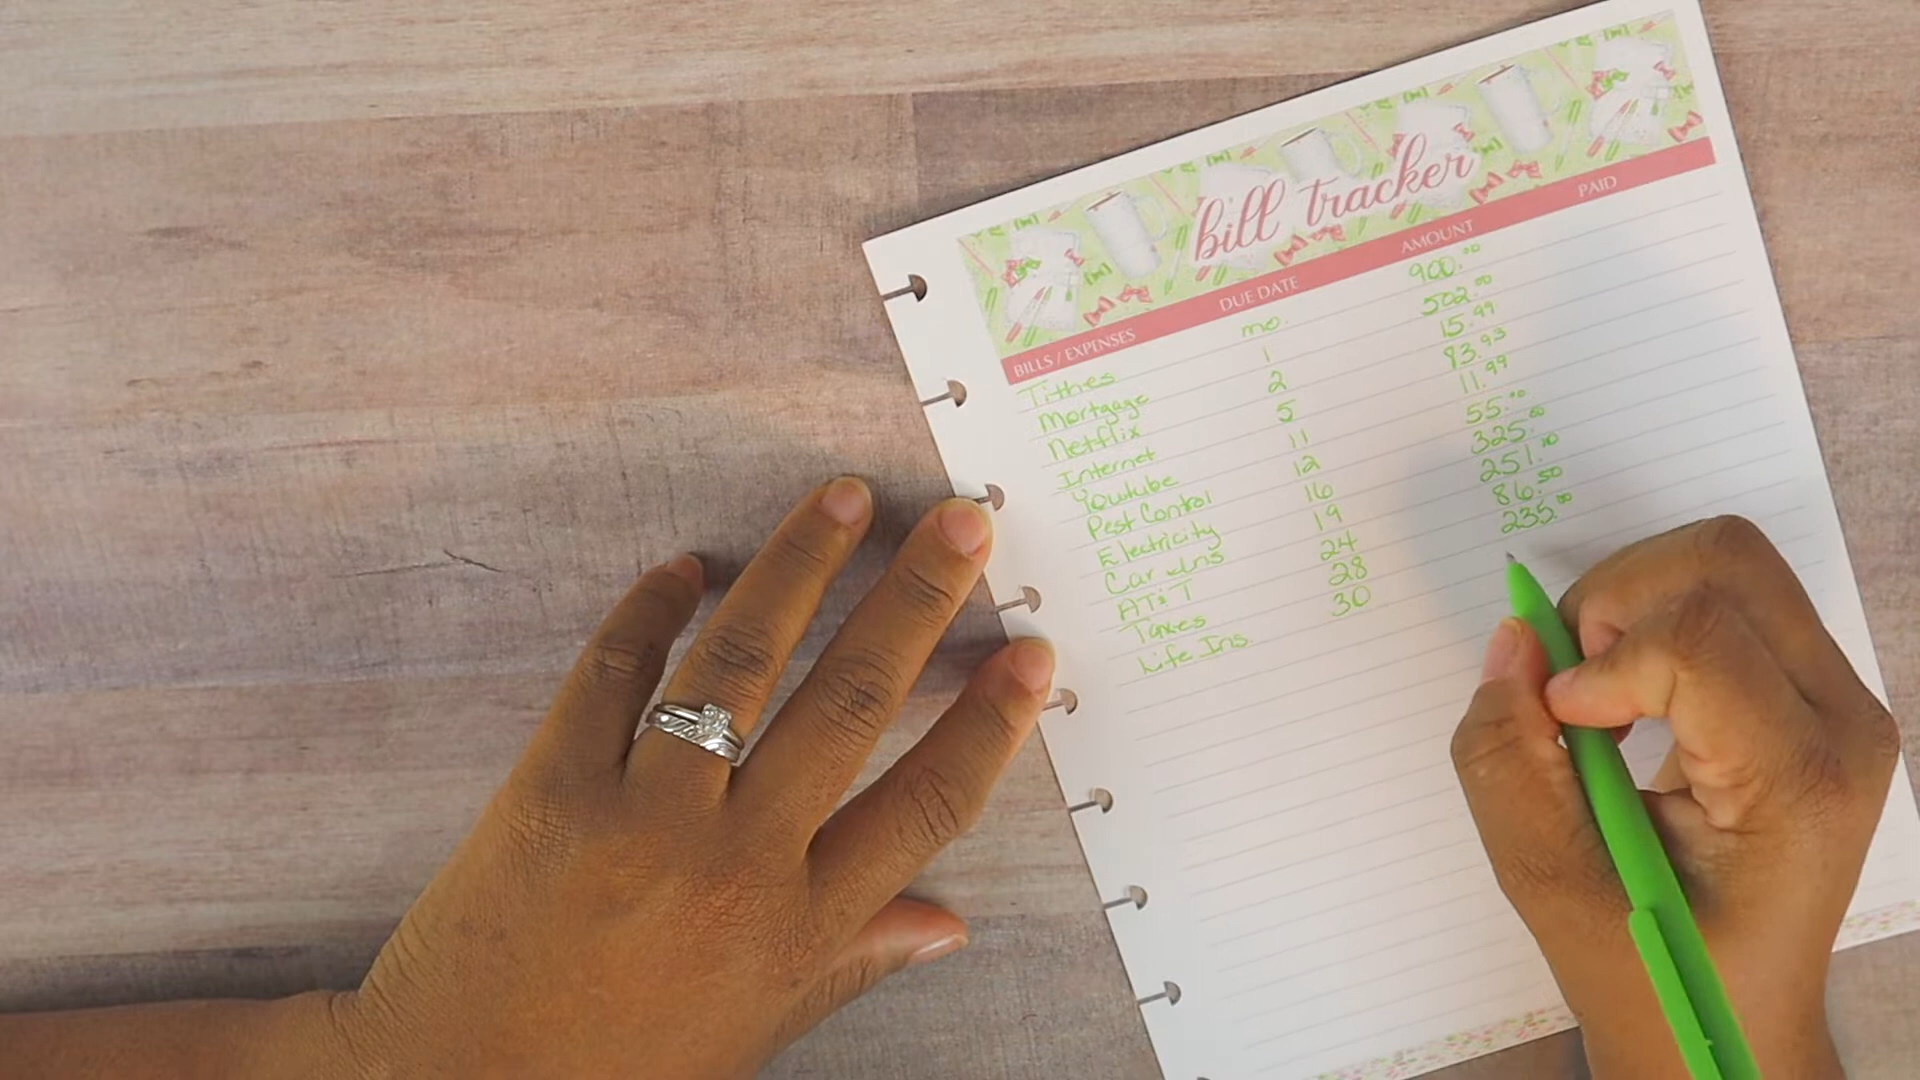 bill tracker
BILLS / EXPENSES DUE DATE AMOUNT PAID
Tithes mo. 900.00
Mortgage 1 502.00
Netflix 2 15.99
Internet 5
Youtube 11 11.99
Pest Control 12 55.00
Electricity 16 325.00
Car Ins 19 251.10
AT&T 24 86.50
Taxes 28 235.00
Life Ins. 30